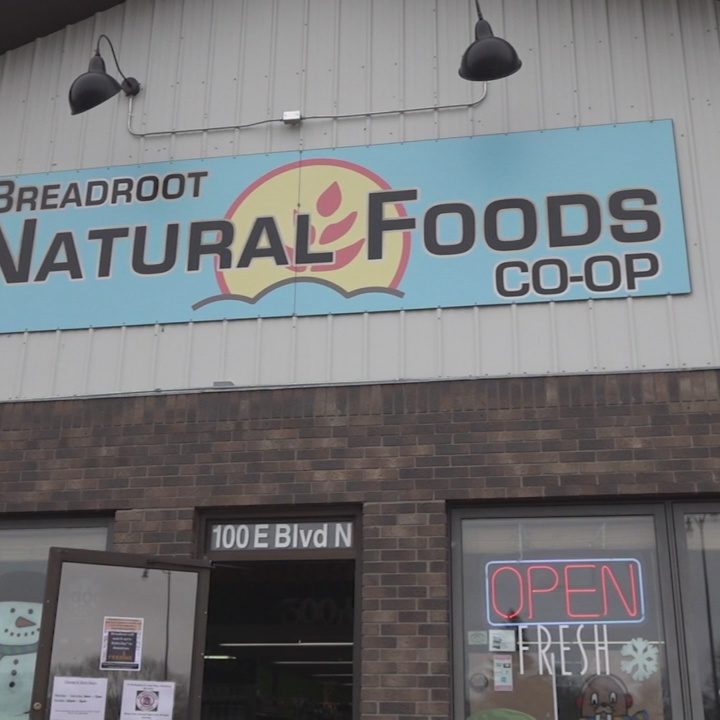 BREADROOT
NATURAL FOODS
CO-OP
100 E Blvd N
OPEN
FRESH